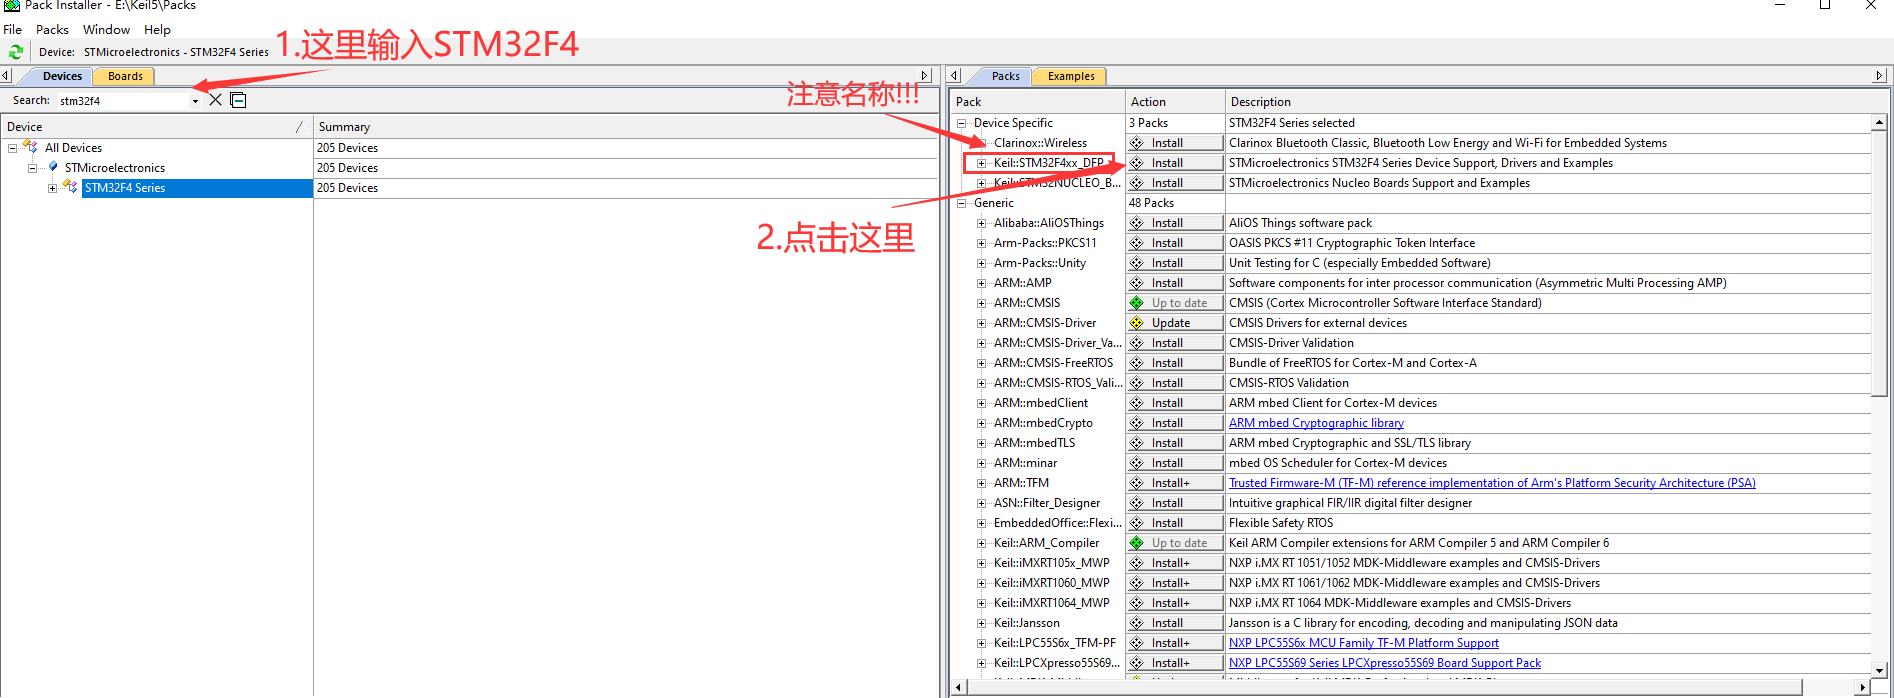 Pack Installer - E:\Keil5\Packs
File Packs Window Help
Device: STMicroelectronics - STM32F4 Series
1.这里输入STM32F4
Devices Boards
Search: stm32f4
Device Summary
All Devices 205 Devices
STMicroelectronics 205 Devices
STM32F4 Series 205 Devices
注意名称!!!
2.点击这里
Packs Examples
Pack Action Description
Device Specific 3 Packs STM32F4 Series selected
Clarinox::Wireless Install Clarinox Bluetooth Classic, Bluetooth Low Energy and Wi-Fi for Embedded Systems
Keil::STM32F4xx_DFP Install STMicroelectronics STM32F4 Series Device Support, Drivers and Examples
Keil::STM32NUCLEO_B... Install STMicroelectronics Nucleo Boards Support and Examples
Generic 48 Packs
Alibaba::AliOSThings Install AliOS Things software pack
Arm-Packs::PKCS11 Install OASIS PKCS #11 Cryptographic Token Interface
Arm-Packs::Unity Install Unit Testing for C (especially Embedded Software)
ARM::AMP Install Software components for inter processor communication (Asymmetric Multi Processing AMP)
ARM::CMSIS Up to date CMSIS (Cortex Microcontroller Software Interface Standard)
ARM::CMSIS-Driver Update CMSIS Drivers for external devices
ARM::CMSIS-Driver_Va... Install CMSIS-Driver Validation
ARM::CMSIS-FreeRTOS Install Bundle of FreeRTOS for Cortex-M and Cortex-A
ARM::CMSIS-RTOS_Vali... Install CMSIS-RTOS Validation
ARM::mbedClient Install ARM mbed Client for Cortex-M devices
ARM::mbedCrypto Install ARM mbed Cryptographic library
ARM::mbedTLS Install ARM mbed Cryptographic and SSL/TLS library
ARM::minar Install mbed OS Scheduler for Cortex-M devices
ARM::TFM Install+ Trusted Firmware-M (TF-M) reference implementation of Arm's Platform Security Architecture (PSA)
ASN::Filter_Designer Install Intuitive graphical FIR/IIR digital filter designer
EmbeddedOffice::Flexi... Install Flexible Safety RTOS
Keil::ARM_Compiler Up to date Keil ARM Compiler extensions for ARM Compiler 5 and ARM Compiler 6
Keil::iMXRT105x_MWP Install+ NXP i.MX RT 1051/1052 MDK-Middleware examples and CMSIS-Drivers
Keil::iMXRT1060_MWP Install+ NXP i.MX RT 1061/1062 MDK-Middleware examples and CMSIS-Drivers
Keil::iMXRT1064_MWP Install+ NXP i.MX RT 1064 MDK-Middleware examples and CMSIS-Drivers
Keil::Jansson Install Jansson is a C library for encoding, decoding and manipulating JSON data
Keil::LPC55S6x_TFM-PF Install+ NXP LPC55S6x MCU Family TF-M Platform Support
Keil::LPCXpresso55S69... Install+ NXP LPC55S69 Series LPCXpresso55S69 Board Support Pack